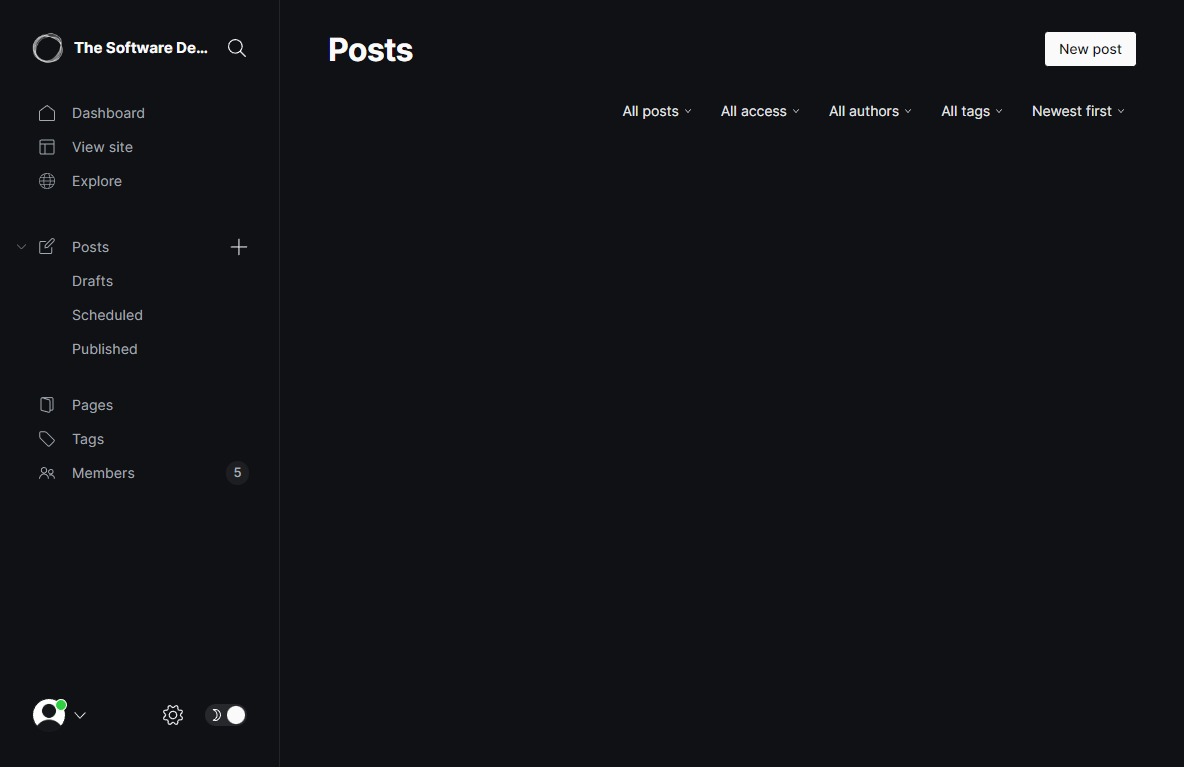 The Software De...
Dashboard
View site
Explore
Posts
Drafts
Scheduled
Published
Pages
Tags
Members 5
Posts
New post
All posts All access All authors All tags Newest first